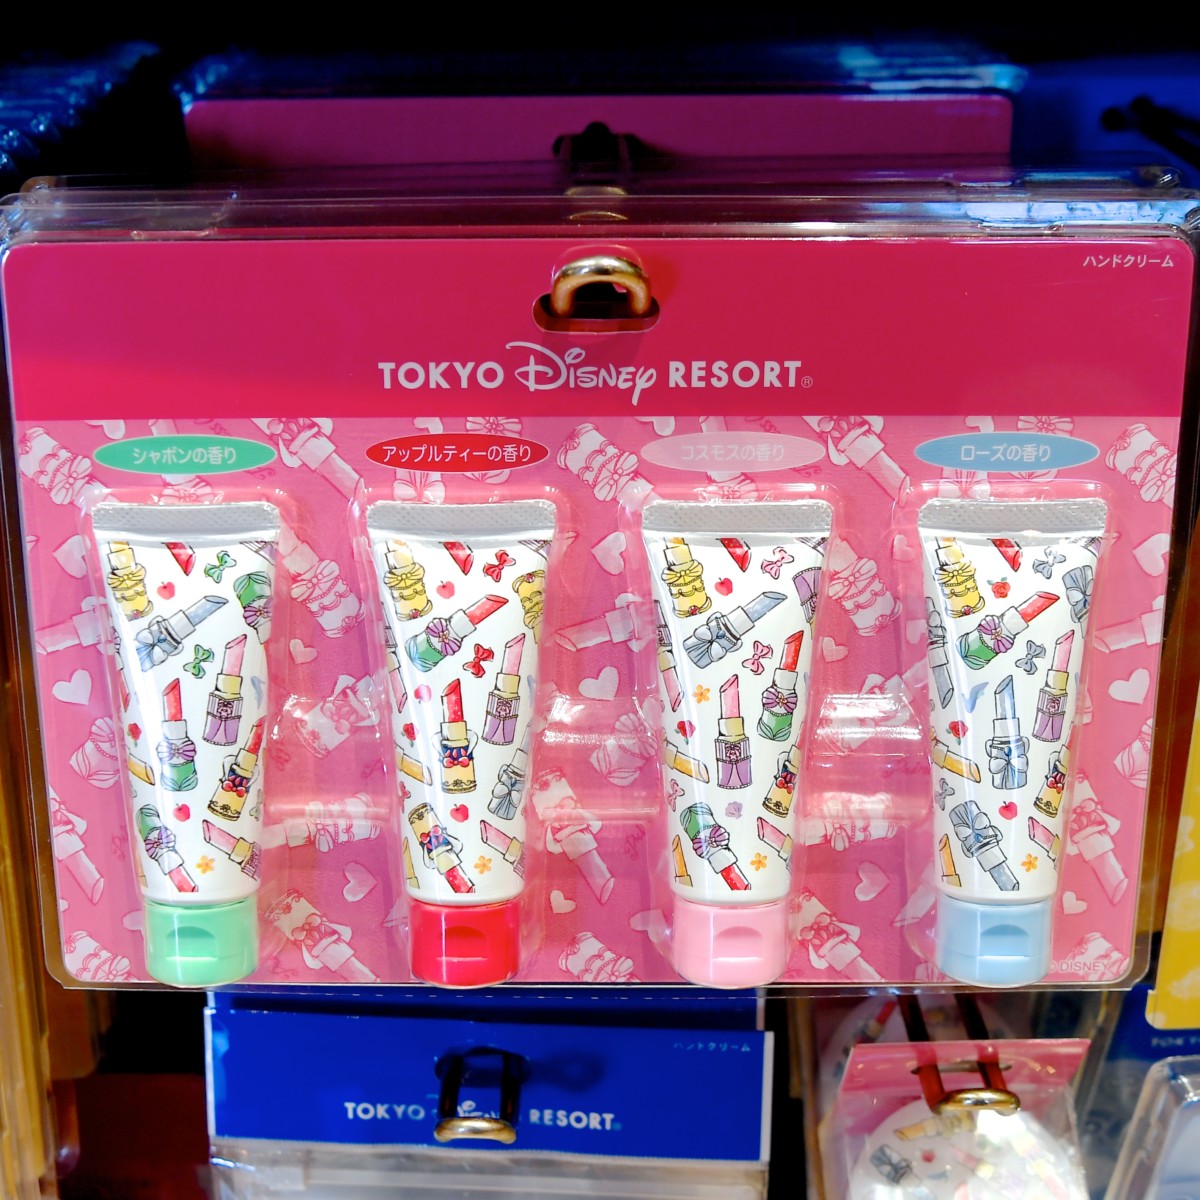 ハンドクリーム
TOKYO Disney RESORT®
シャボンの香り
アップルティーの香り
コスモスの香り
ローズの香り
© DISNEY
ハンドクリーム
TOKYO Disney RESORT®